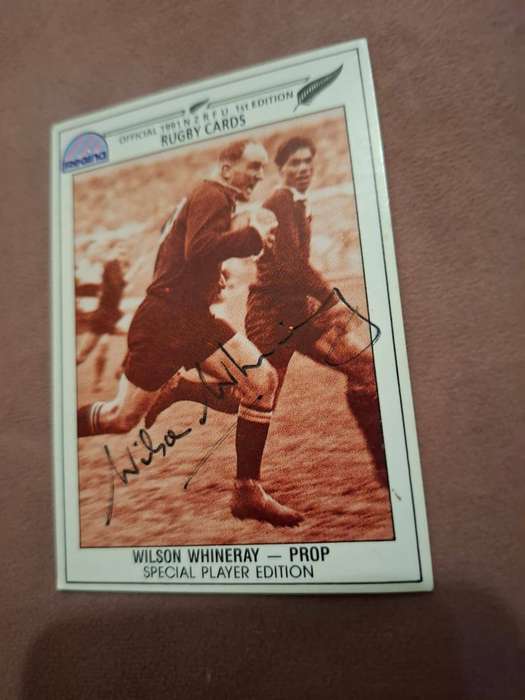 OFFICIAL 1991 N Z R F U 1st EDITION
RUGBY CARDS
regina
Wilson Whineray
WILSON WHINERAY — PROP
SPECIAL PLAYER EDITION